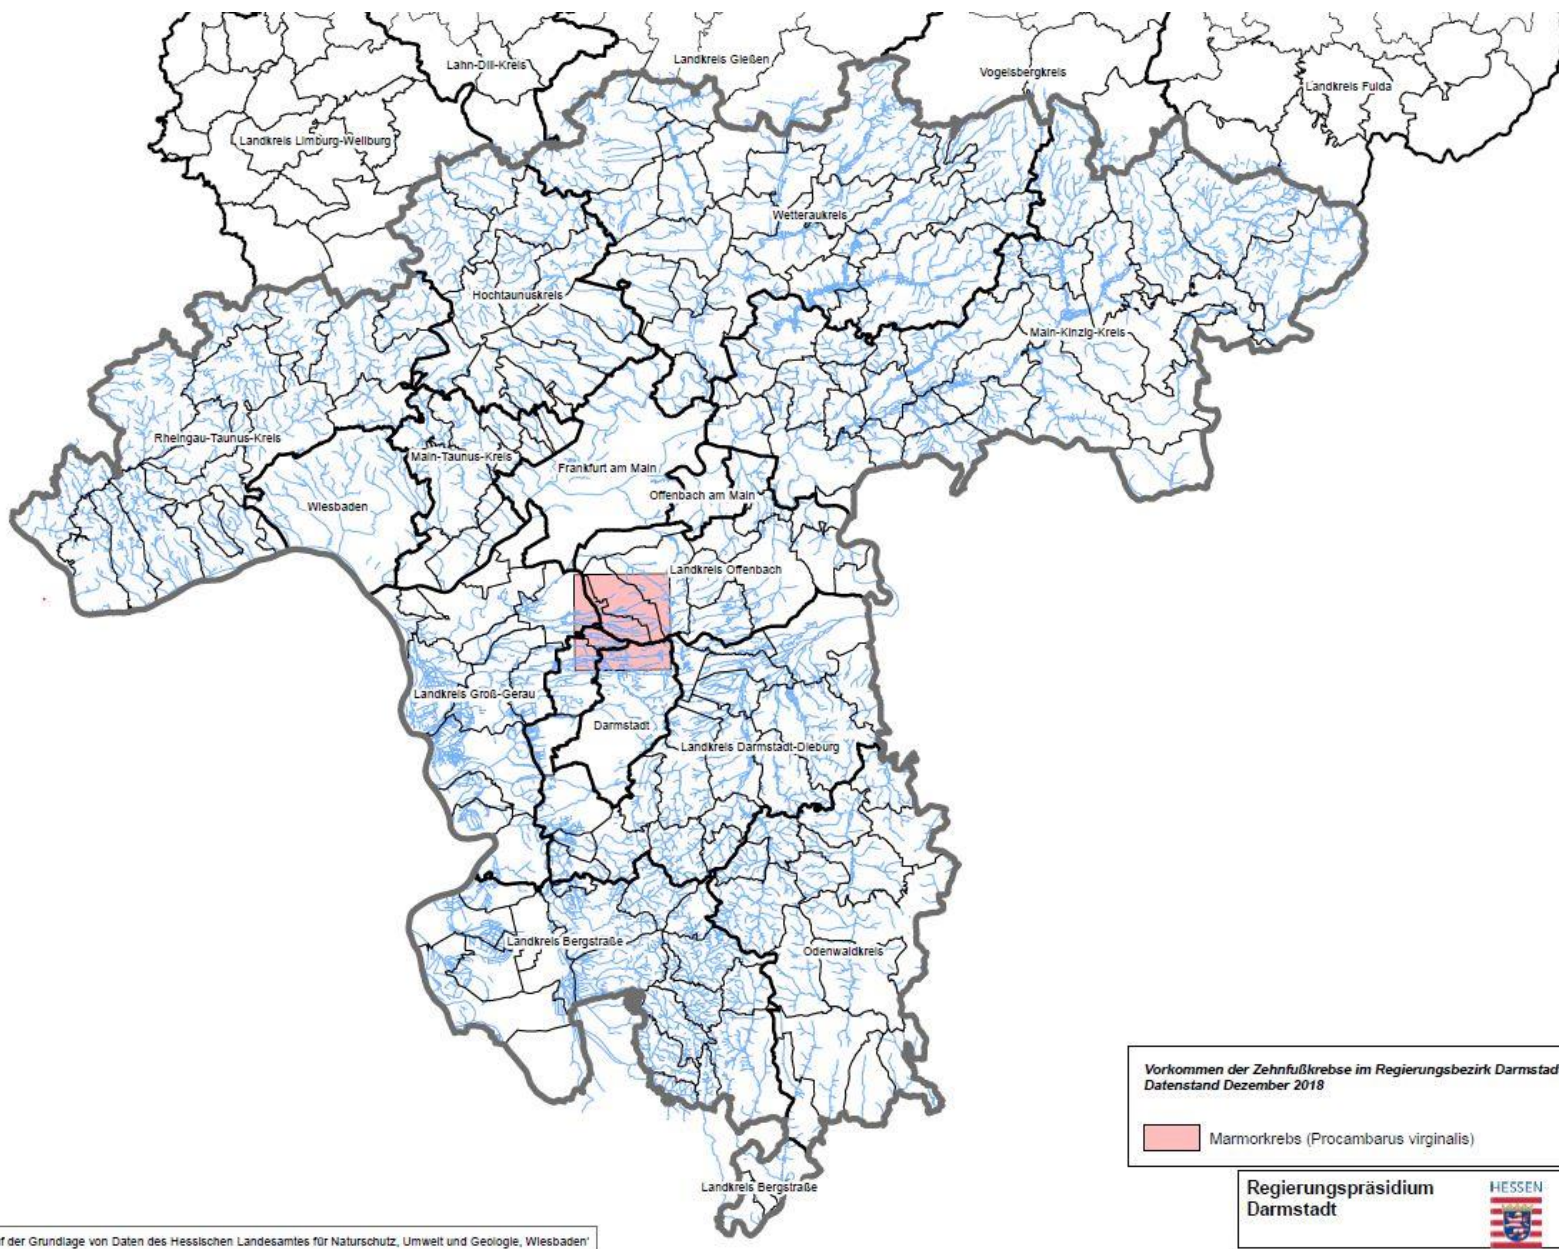 Lahn-Dill-Kreis
Landkreis Gießen
Vogelsbergkreis
Landkreis Fulda
Landkreis Limburg-Weilburg
Wetteraukreis
Hochtaunuskreis
Main-Kinzig-Kreis
Rheingau-Taunus-Kreis
Main-Taunus-Kreis
Frankfurt am Main
Offenbach am Main
Wiesbaden
Landkreis Offenbach
Landkreis Groß-Gerau
Darmstadt
Landkreis Darmstadt-Dieburg
Landkreis Bergstraße
Odenwaldkreis
Landkreis Bergstraße
Vorkommen der Zehnfußkrebse im Regierungsbezirk Darmstad
Datenstand Dezember 2018
Marmorkrebs (Procambarus virginalis)
Regierungspräsidium
Darmstadt
HESSEN
f der Grundlage von Daten des Hessischen Landesamtes für Naturschutz, Umwelt und Geologie, Wiesbaden'